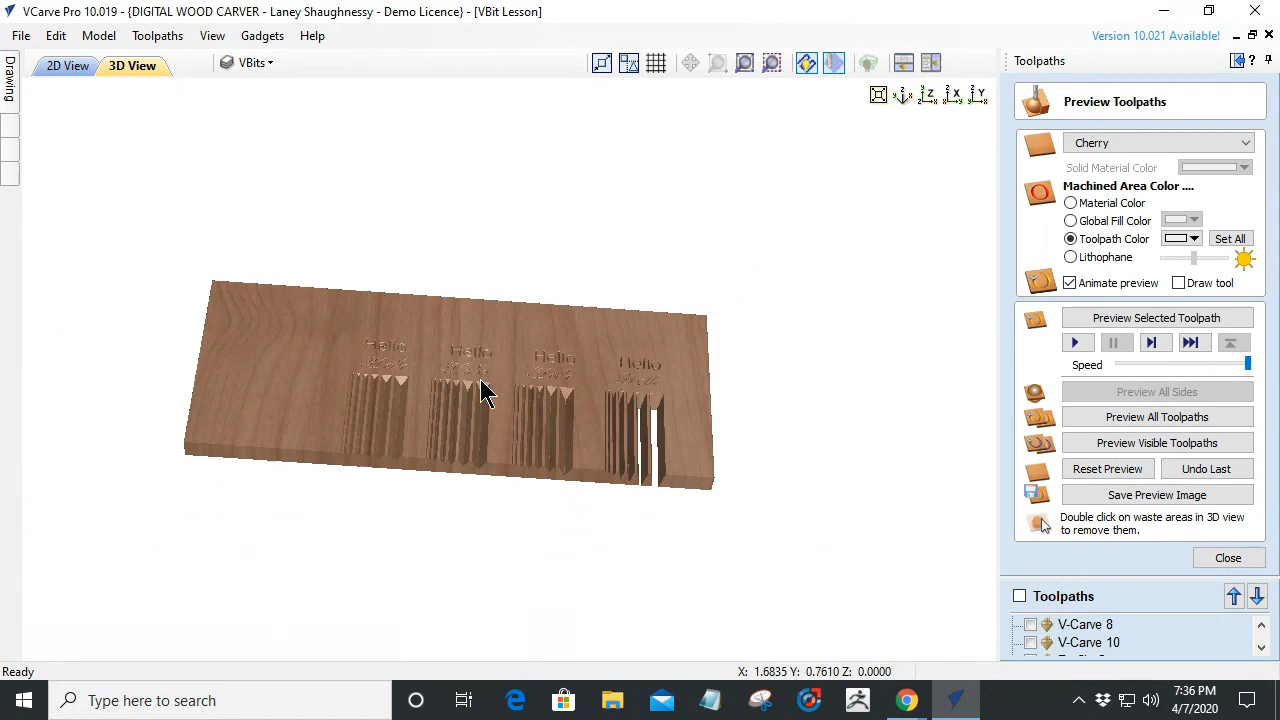 VCarve Pro 10.019 - {DIGITAL WOOD CARVER - Laney Shaughnessy - Demo Licence} - [VBit Lesson]
File Edit Model Toolpaths View Gadgets Help
Version 10.021 Available!
Drawing
2D View 3D View VBits
Toolpaths
?
Z X Y
Preview Toolpaths
Cherry
Solid Material Color
Machined Area Color ....
Material Color
Global Fill Color
Toolpath Color Set All
Lithophane
Animate preview Draw tool
Preview Selected Toolpath
Speed
Preview All Sides
Preview All Toolpaths
Preview Visible Toolpaths
Reset Preview Undo Last
Save Preview Image
Double click on waste areas in 3D view
to remove them.
Close
Hello Hello Hello Hello
Toolpaths
V-Carve 8
V-Carve 10
Ready
X: 1.6835 Y: 0.7610 Z: 0.0000
Type here to search
7:36 PM
4/7/2020